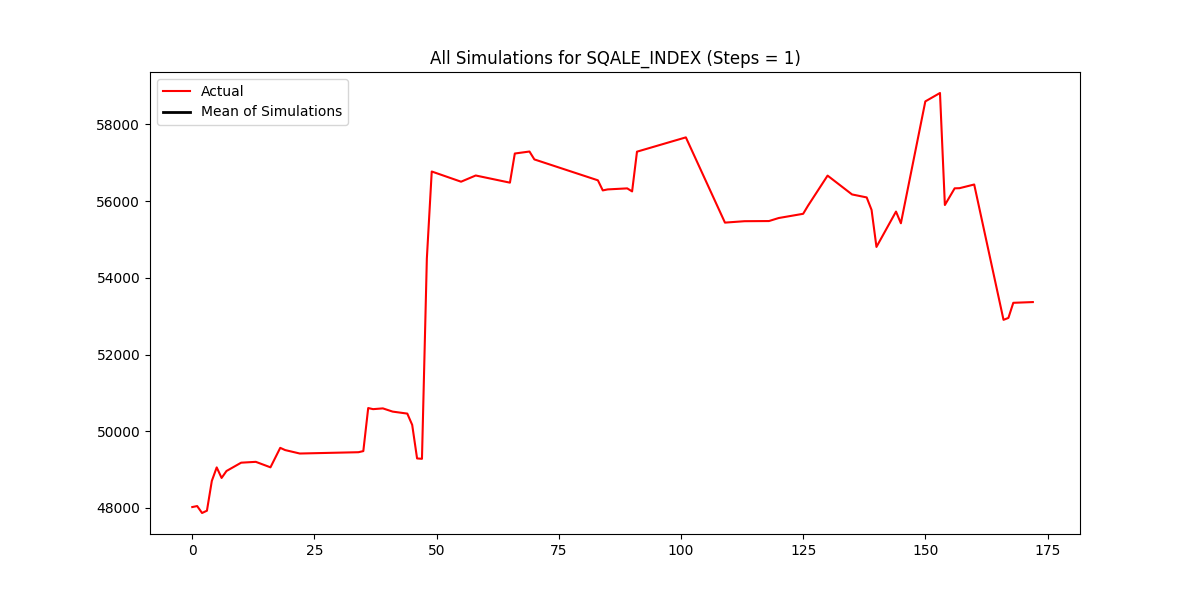 All Simulations for SQALE_INDEX (Steps = 1)
Actual
Mean of Simulations
58000
56000
54000
52000
50000
48000
0 25 50 75 100 125 150 175